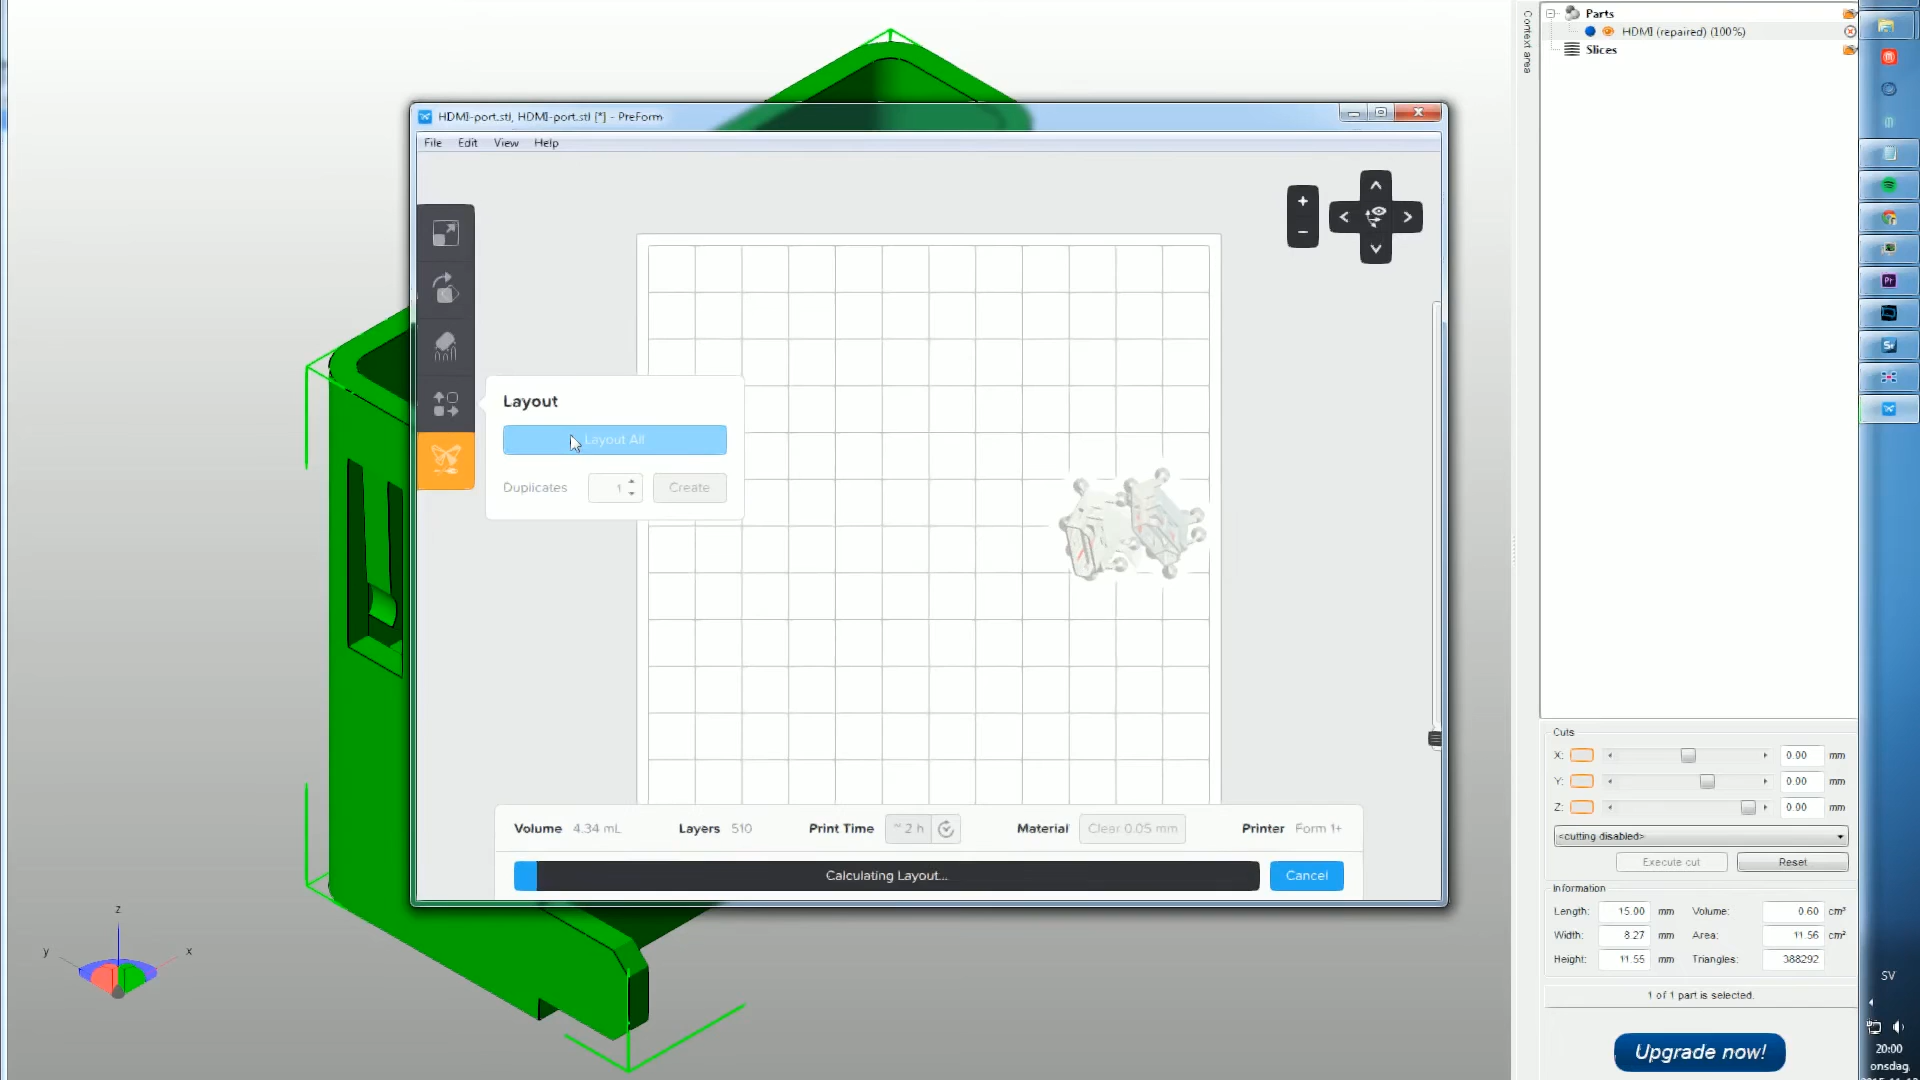 Context area
Parts
HDMI (repaired) (100%)
Slices
HDMI-port.stl, HDMI-port.stl [*] - PreForm
File Edit View Help
Layout
Layout All
Duplicates 1 Create
Volume 4.34 mL Layers 510 Print Time ~ 2 h Material Clear 0.05 mm Printer Form 1+
Calculating Layout... Cancel
Cuts
X: 0.00 mm
Y: 0.00 mm
Z: 0.00 mm
<cutting disabled>
Execute cut Reset
Information
Length: 15.00 mm Volume: 0.60 cm³
Width: 8.27 mm Area: 11.56 cm²
Height: 11.55 mm Triangles: 388292
1 of 1 part is selected.
Upgrade now!
z
y x
Pr
SV
20:00
onsdag